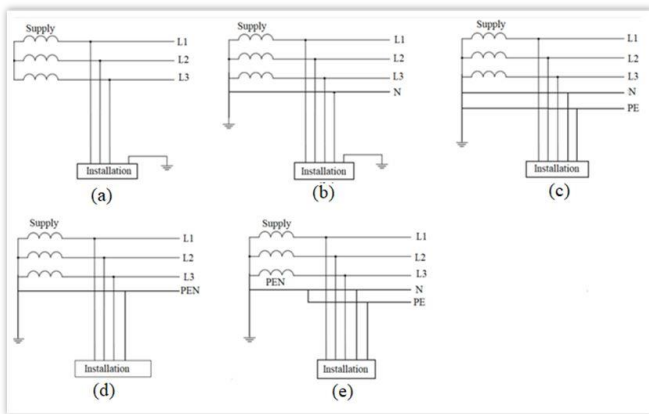 Supply
L1
L2
L3
Installation
(a)
Supply
L1
L2
L3
N
Installation
(b)
Supply
L1
L2
L3
N
PE
Installation
(c)
Supply
L1
L2
L3
PEN
Installation
(d)
Supply
L1
L2
L3
PEN
N
PE
Installation
(e)